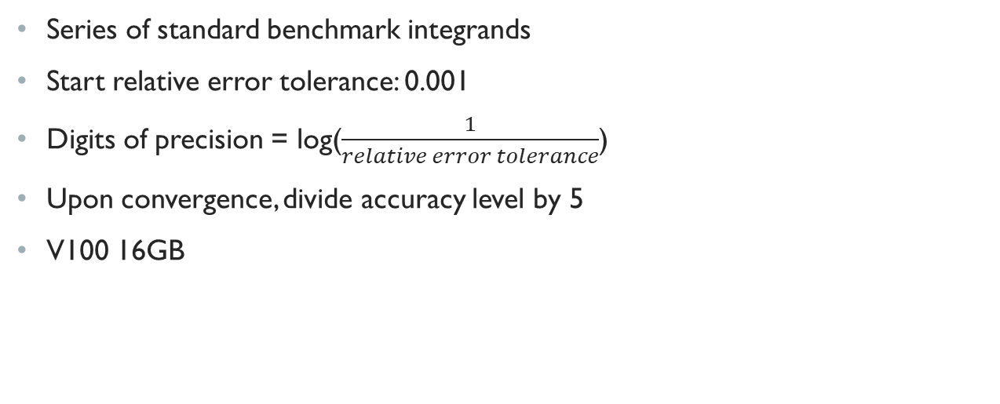 • Series of standard benchmark integrands
• Start relative error tolerance: 0.001
• Digits of precision = log(1/relative error tolerance)
• Upon convergence, divide accuracy level by 5
• V100 16GB